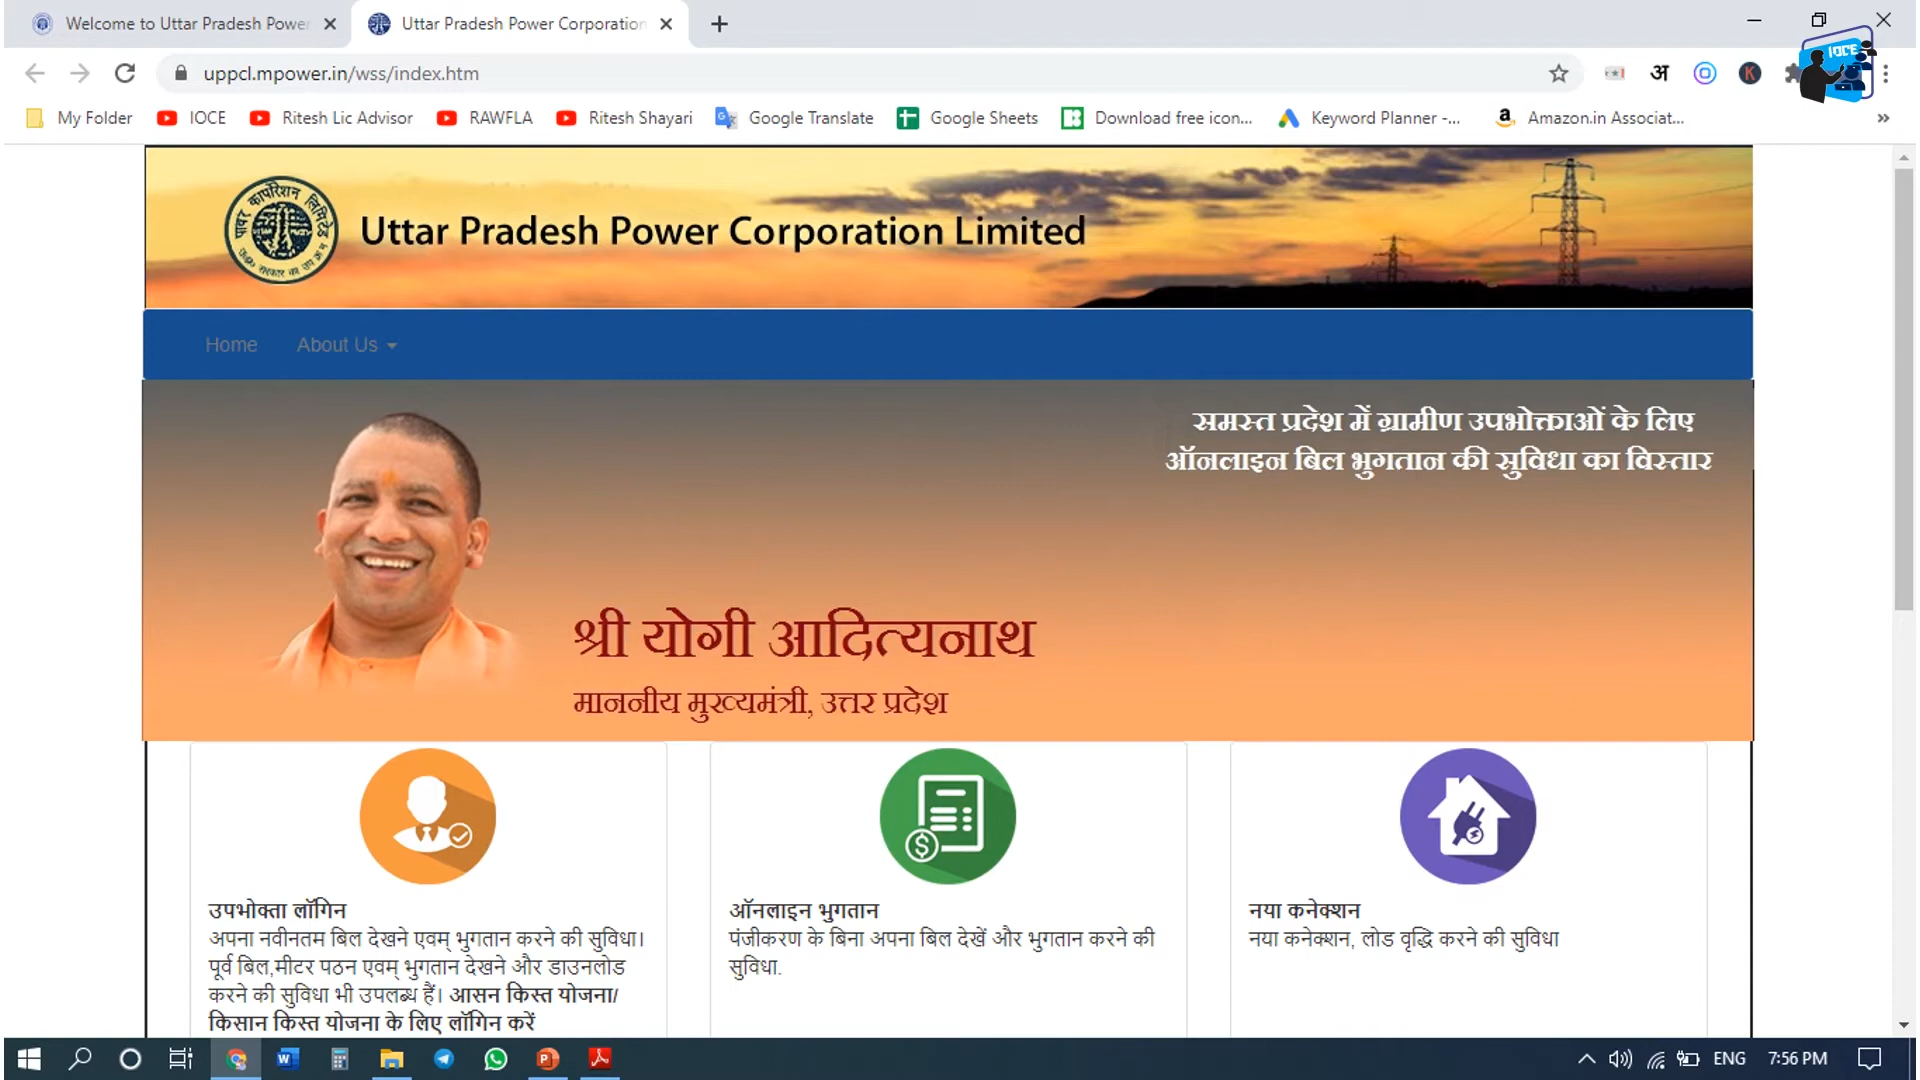 Welcome to Uttar Pradesh Power
Uttar Pradesh Power Corporation
uppcl.mpower.in/wss/index.htm
अ
K
IOCE
My Folder
IOCE
Ritesh Lic Advisor
RAWFLA
Ritesh Shayari
Google Translate
Google Sheets
Download free icon...
Keyword Planner -...
Amazon.in Associat...
Uttar Pradesh Power Corporation Limited
Home
About Us
समस्त प्रदेश में ग्रामीण उपभोक्ताओं के लिए
ऑनलाइन बिल भुगतान की सुविधा का विस्तार
श्री योगी आदित्यनाथ
माननीय मुख्यमंत्री, उत्तर प्रदेश
उपभोक्ता लॉगिन
अपना नवीनतम बिल देखने एवम् भुगतान करने की सुविधा।
पूर्व बिल,मीटर पठन एवम् भुगतान देखने और डाउनलोड
करने की सुविधा भी उपलब्ध हैं। आसन किस्त योजना/
किसान किस्त योजना के लिए लॉगिन करें
ऑनलाइन भुगतान
पंजीकरण के बिना अपना बिल देखें और भुगतान करने की
सुविधा.
नया कनेक्शन
नया कनेक्शन, लोड वृद्धि करने की सुविधा
ENG
7:56 PM